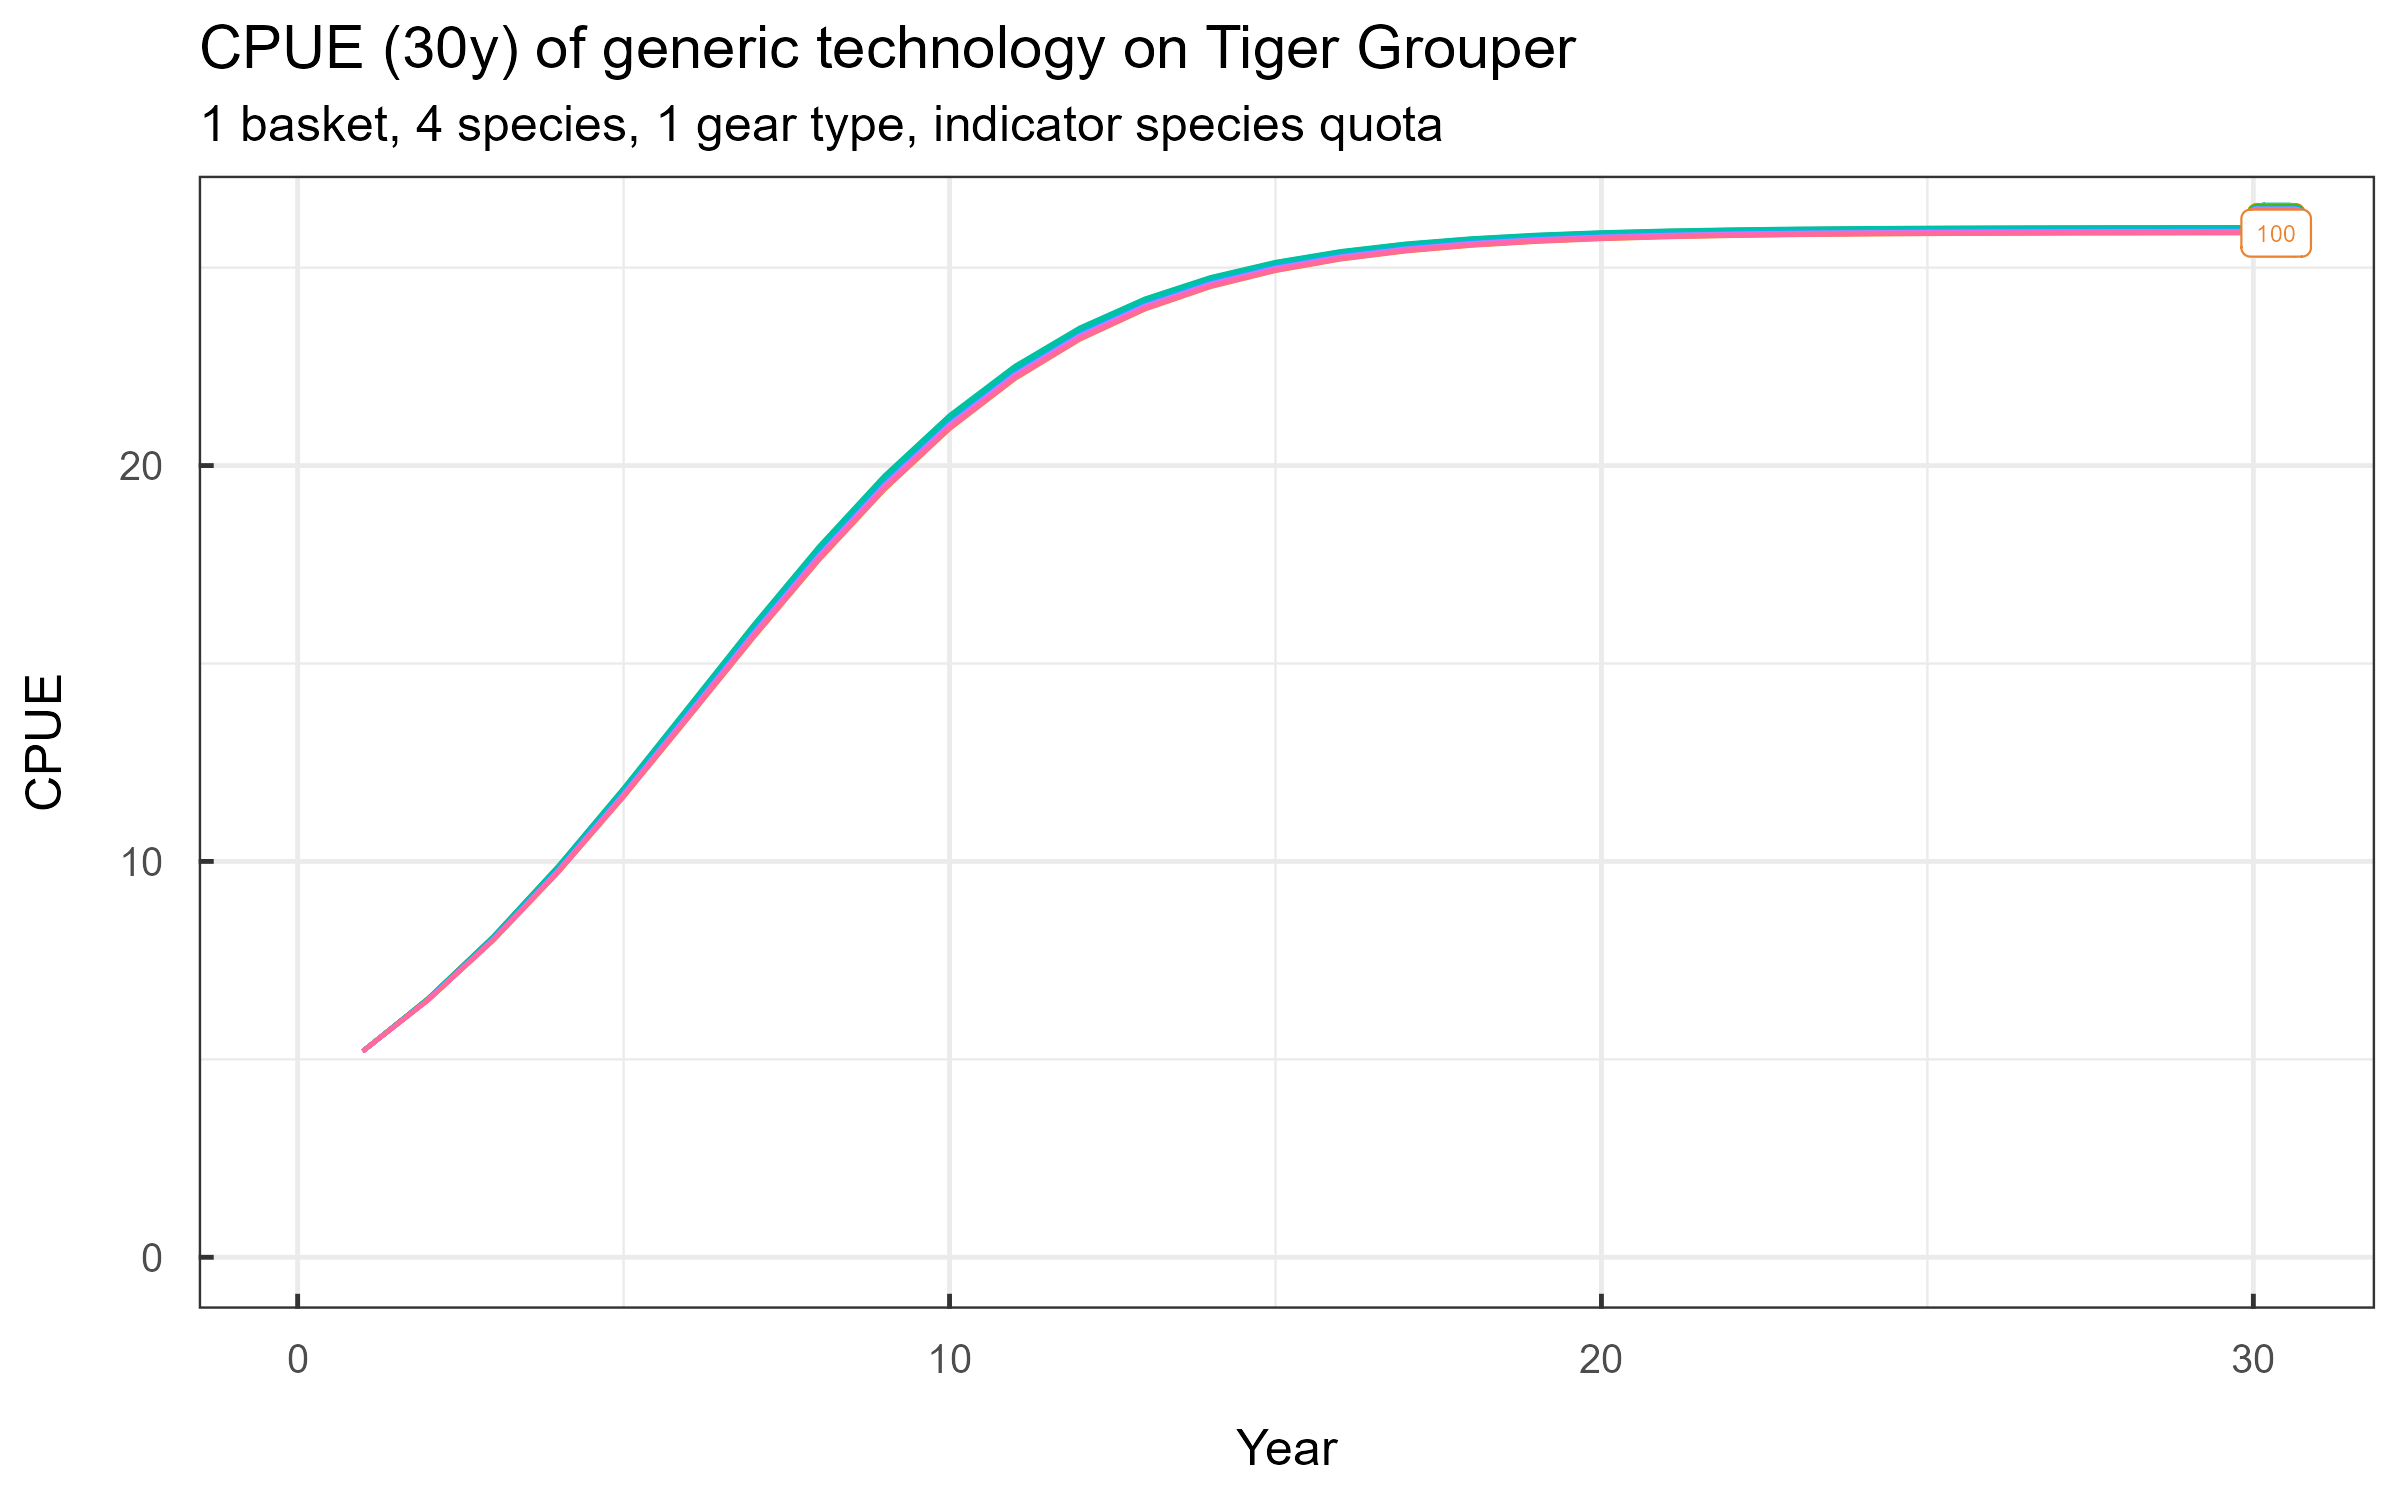 CPUE (30y) of generic technology on Tiger Grouper
1 basket, 4 species, 1 gear type, indicator species quota
100
CPUE
20
10
0
0 10 20 30
Year